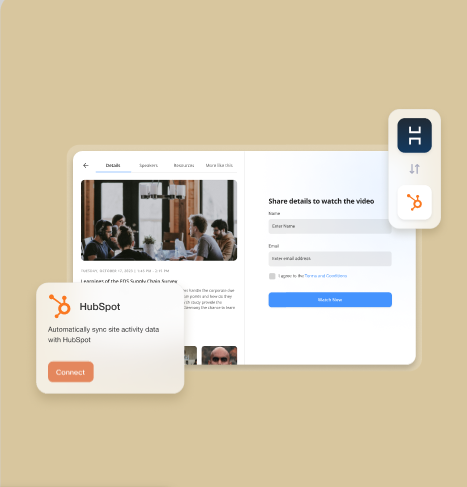 Details
Speakers
Resources
More like this
TUESDAY, OCTOBER 11, 2022 | 1:45 PM - 2:15 PM
Learnings of the EDS Supply Chain Survey
Share details to watch the video
Name
Enter Name
Email
Enter email address
I agree to the Terms and Conditions
Watch Now
HubSpot
Automatically sync site activity data
with HubSpot
Connect